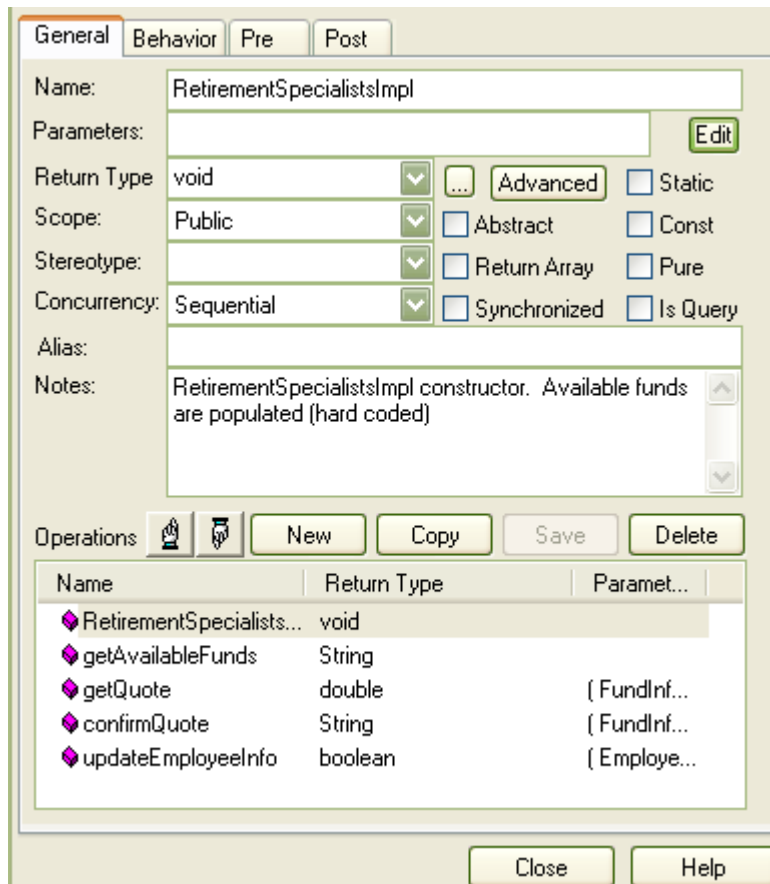 General Behavior Pre Post
Name: RetirementSpecialistsImpl
Parameters: Edit
Return Type void ... Advanced Static
Scope: Public Abstract Const
Stereotype: Return Array Pure
Concurrency: Sequential Synchronized Is Query
Alias:
Notes: RetirementSpecialistsImpl constructor. Available funds
are populated (hard coded)
Operations New Copy Save Delete
Name Return Type Paramet...
RetirementSpecialists... void
getAvailableFunds String
getQuote double ( FundInf...
confirmQuote String ( FundInf...
updateEmployeeInfo boolean ( Employe...
Close Help